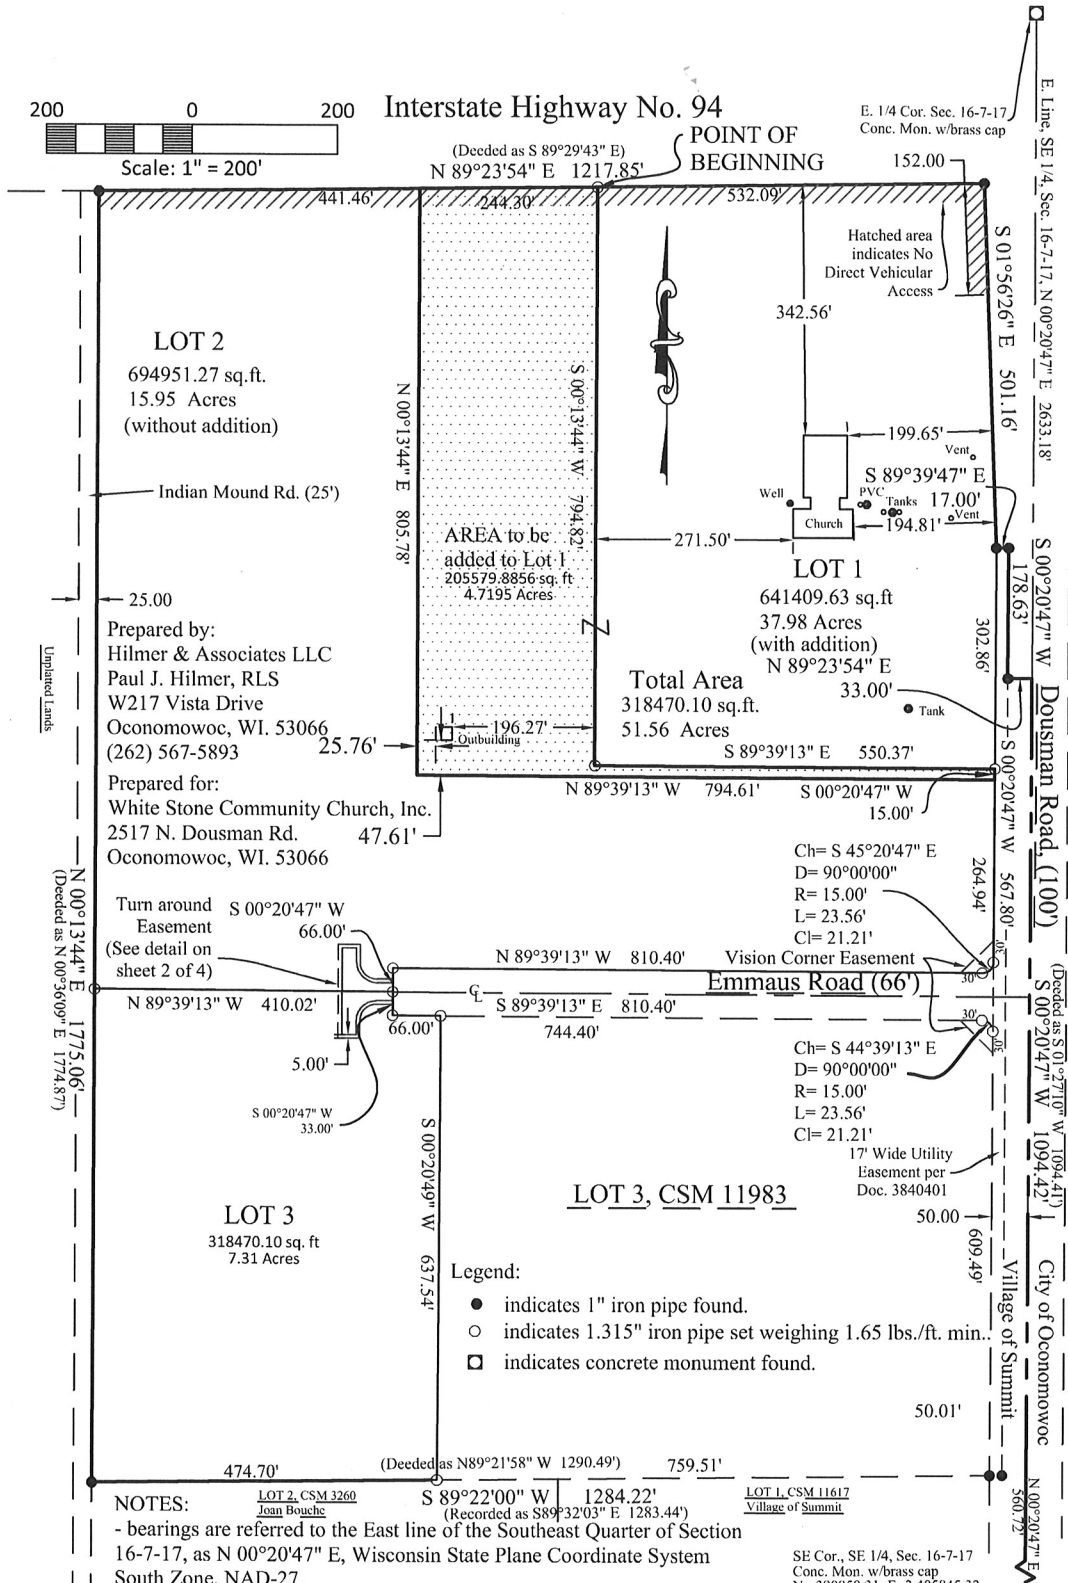 200 0 200
Scale: 1" = 200'
Interstate Highway No. 94
(Deeded as S 89°29'43" E)
N 89°23'54" E 1217.85'
POINT OF
BEGINNING
E. 1/4 Cor. Sec. 16-7-17
Conc. Mon. w/brass cap
152.00
E. Line, SE 1/4, Sec. 16-7-17, N 00°20'47" E 2633.18'
441.46'
244.30'
532.09'
Hatched area
indicates No
Direct Vehicular
Access
S 01°56'26" E 501.16'
342.56'
LOT 2
694951.27 sq.ft.
15.95 Acres
(without addition)
N 00°13'44" E 805.78'
S 00°13'44" W 794.82'
Indian Mound Rd. (25')
199.65'
Vent
S 89°39'47" E
17.00'
Well
PVC
Tanks
Vent
Church
194.81'
271.50'
AREA to be
added to Lot 1
205579.8856 sq. ft
4.7195 Acres
LOT 1
641409.63 sq.ft
37.98 Acres
(with addition)
N 89°23'54" E
33.00'
S 00°20'47" W
178.63'
302.86'
25.00
Unplatted Lands
Prepared by:
Hilmer & Associates LLC
Paul J. Hilmer, RLS
W217 Vista Drive
Oconomowoc, WI. 53066
(262) 567-5893
25.76'
Total Area
318470.10 sq.ft.
51.56 Acres
Tank
196.27'
1
Outbuilding
S 89°39'13" E 550.37'
N 89°39'13" W 794.61'
S 00°20'47" W
15.00'
S 00°20'47" W 567.80'
Dousman Road, (100')
Prepared for:
White Stone Community Church, Inc.
2517 N. Dousman Rd.
Oconomowoc, WI. 53066
47.61'
Ch= S 45°20'47" E
D= 90°00'00"
R= 15.00'
L= 23.56'
Cl= 21.21'
264.94'
Turn around
Easement
(See detail on
sheet 2 of 4)
S 00°20'47" W
66.00'
N 00°13'44" E 1775.06'
(Deeded as N 00°36'09" E 1774.87')
N 89°39'13" W 810.40'
Vision Corner Easement
30'
30'
Emmaus Road (66')
N 89°39'13" W 410.02'
CL
S 89°39'13" E 810.40'
66.00'
744.40'
30'
30'
5.00'
S 00°20'47" W
33.00'
Ch= S 44°39'13" E
D= 90°00'00"
R= 15.00'
L= 23.56'
Cl= 21.21'
(Deeded as S 01°27'10" W 1094.41')
S 00°20'47" W 1094.42'
17' Wide Utility
Easement per
Doc. 3840401
S 00°20'49" W 637.54'
LOT 3, CSM 11983
50.00
609.49'
LOT 3
318470.10 sq. ft
7.31 Acres
Legend:
indicates 1" iron pipe found.
indicates 1.315" iron pipe set weighing 1.65 lbs./ft. min..
indicates concrete monument found.
Village of Summit
City of Oconomowoc
50.01'
474.70'
(Deeded as N89°21'58" W 1290.49')
759.51'
S 89°22'00" W 1284.22'
(Recorded as S89°32'03" E 1283.44')
LOT 2, CSM 3260
Joan Bouche
LOT 1, CSM 11617
Village of Summit
N 00°20'47" E
560.72'
NOTES:
- bearings are referred to the East line of the Southeast Quarter of Section
16-7-17, as N 00°20'47" E, Wisconsin State Plane Coordinate System
South Zone, NAD-27
SE Cor., SE 1/4, Sec. 16-7-17
Conc. Mon. w/brass cap